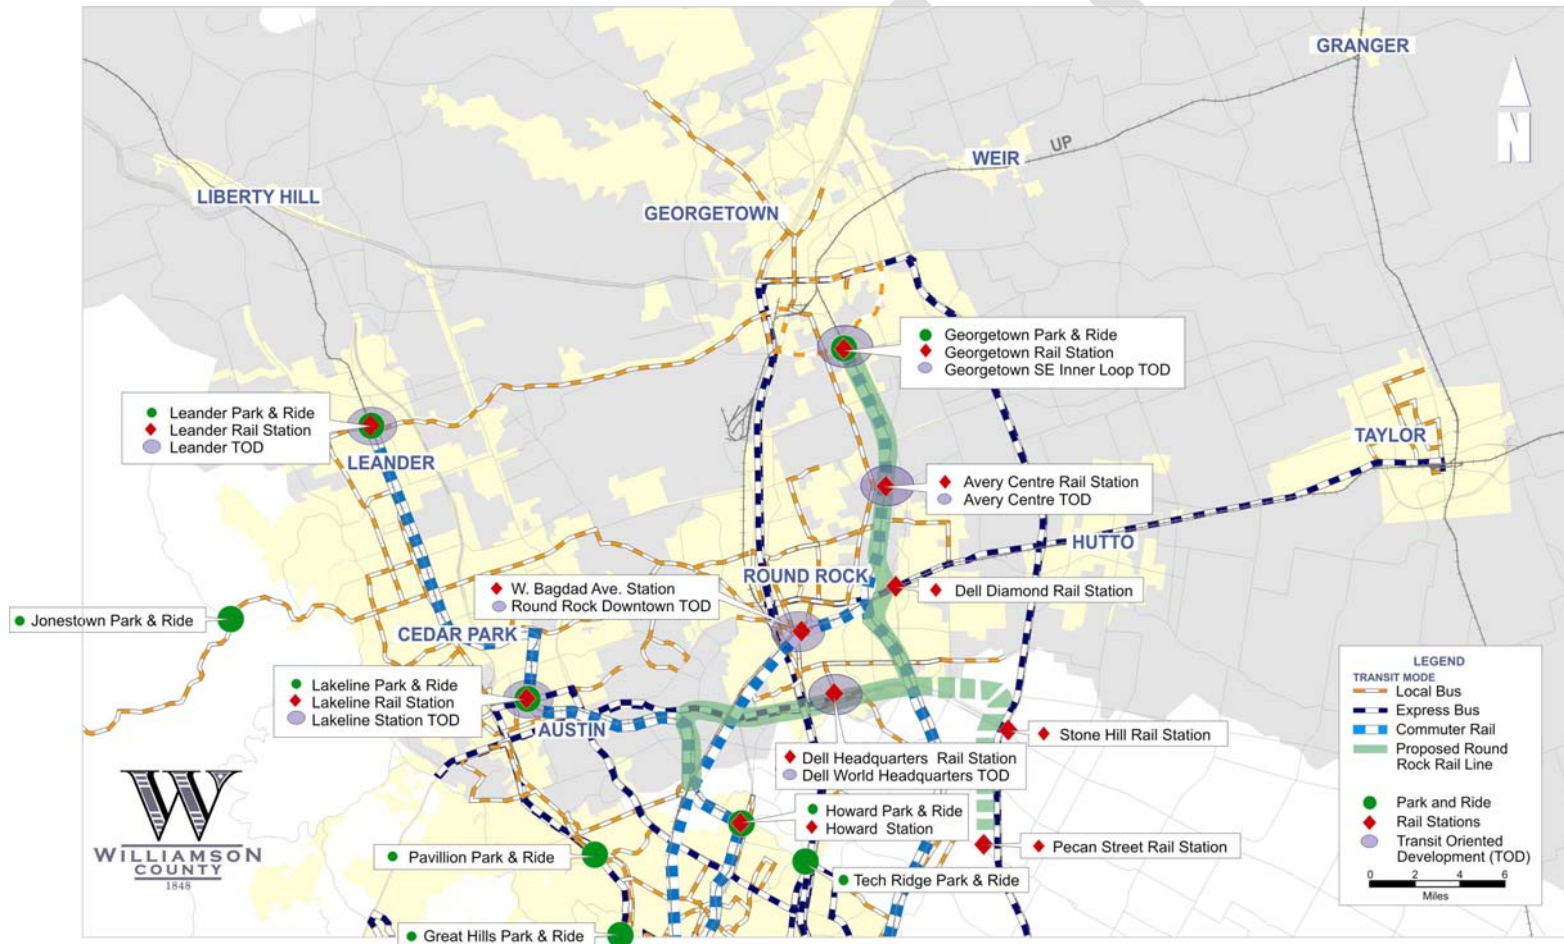 GRANGER
UP
WEIR
LIBERTY HILL
GEORGETOWN
N
Georgetown Park & Ride
Georgetown Rail Station
Georgetown SE Inner Loop TOD
Leander Park & Ride
Leander Rail Station
Leander TOD
LEANDER
TAYLOR
Avery Centre Rail Station
Avery Centre TOD
HUTTO
ROUND ROCK
W. Bagdad Ave. Station
Round Rock Downtown TOD
Dell Diamond Rail Station
Jonestown Park & Ride
CEDAR PARK
Lakeline Park & Ride
Lakeline Rail Station
Lakeline Station TOD
AUSTIN
Stone Hill Rail Station
Dell Headquarters Rail Station
Dell World Headquarters TOD
Howard Park & Ride
Howard Station
Pecan Street Rail Station
Pavillion Park & Ride
Tech Ridge Park & Ride
Great Hills Park & Ride
W
WILLIAMSON
COUNTY
1848
LEGEND
TRANSIT MODE
Local Bus
Express Bus
Commuter Rail
Proposed Round
Rock Rail Line
Park and Ride
Rail Stations
Transit Oriented
Development (TOD)
0 2 4 6
Miles